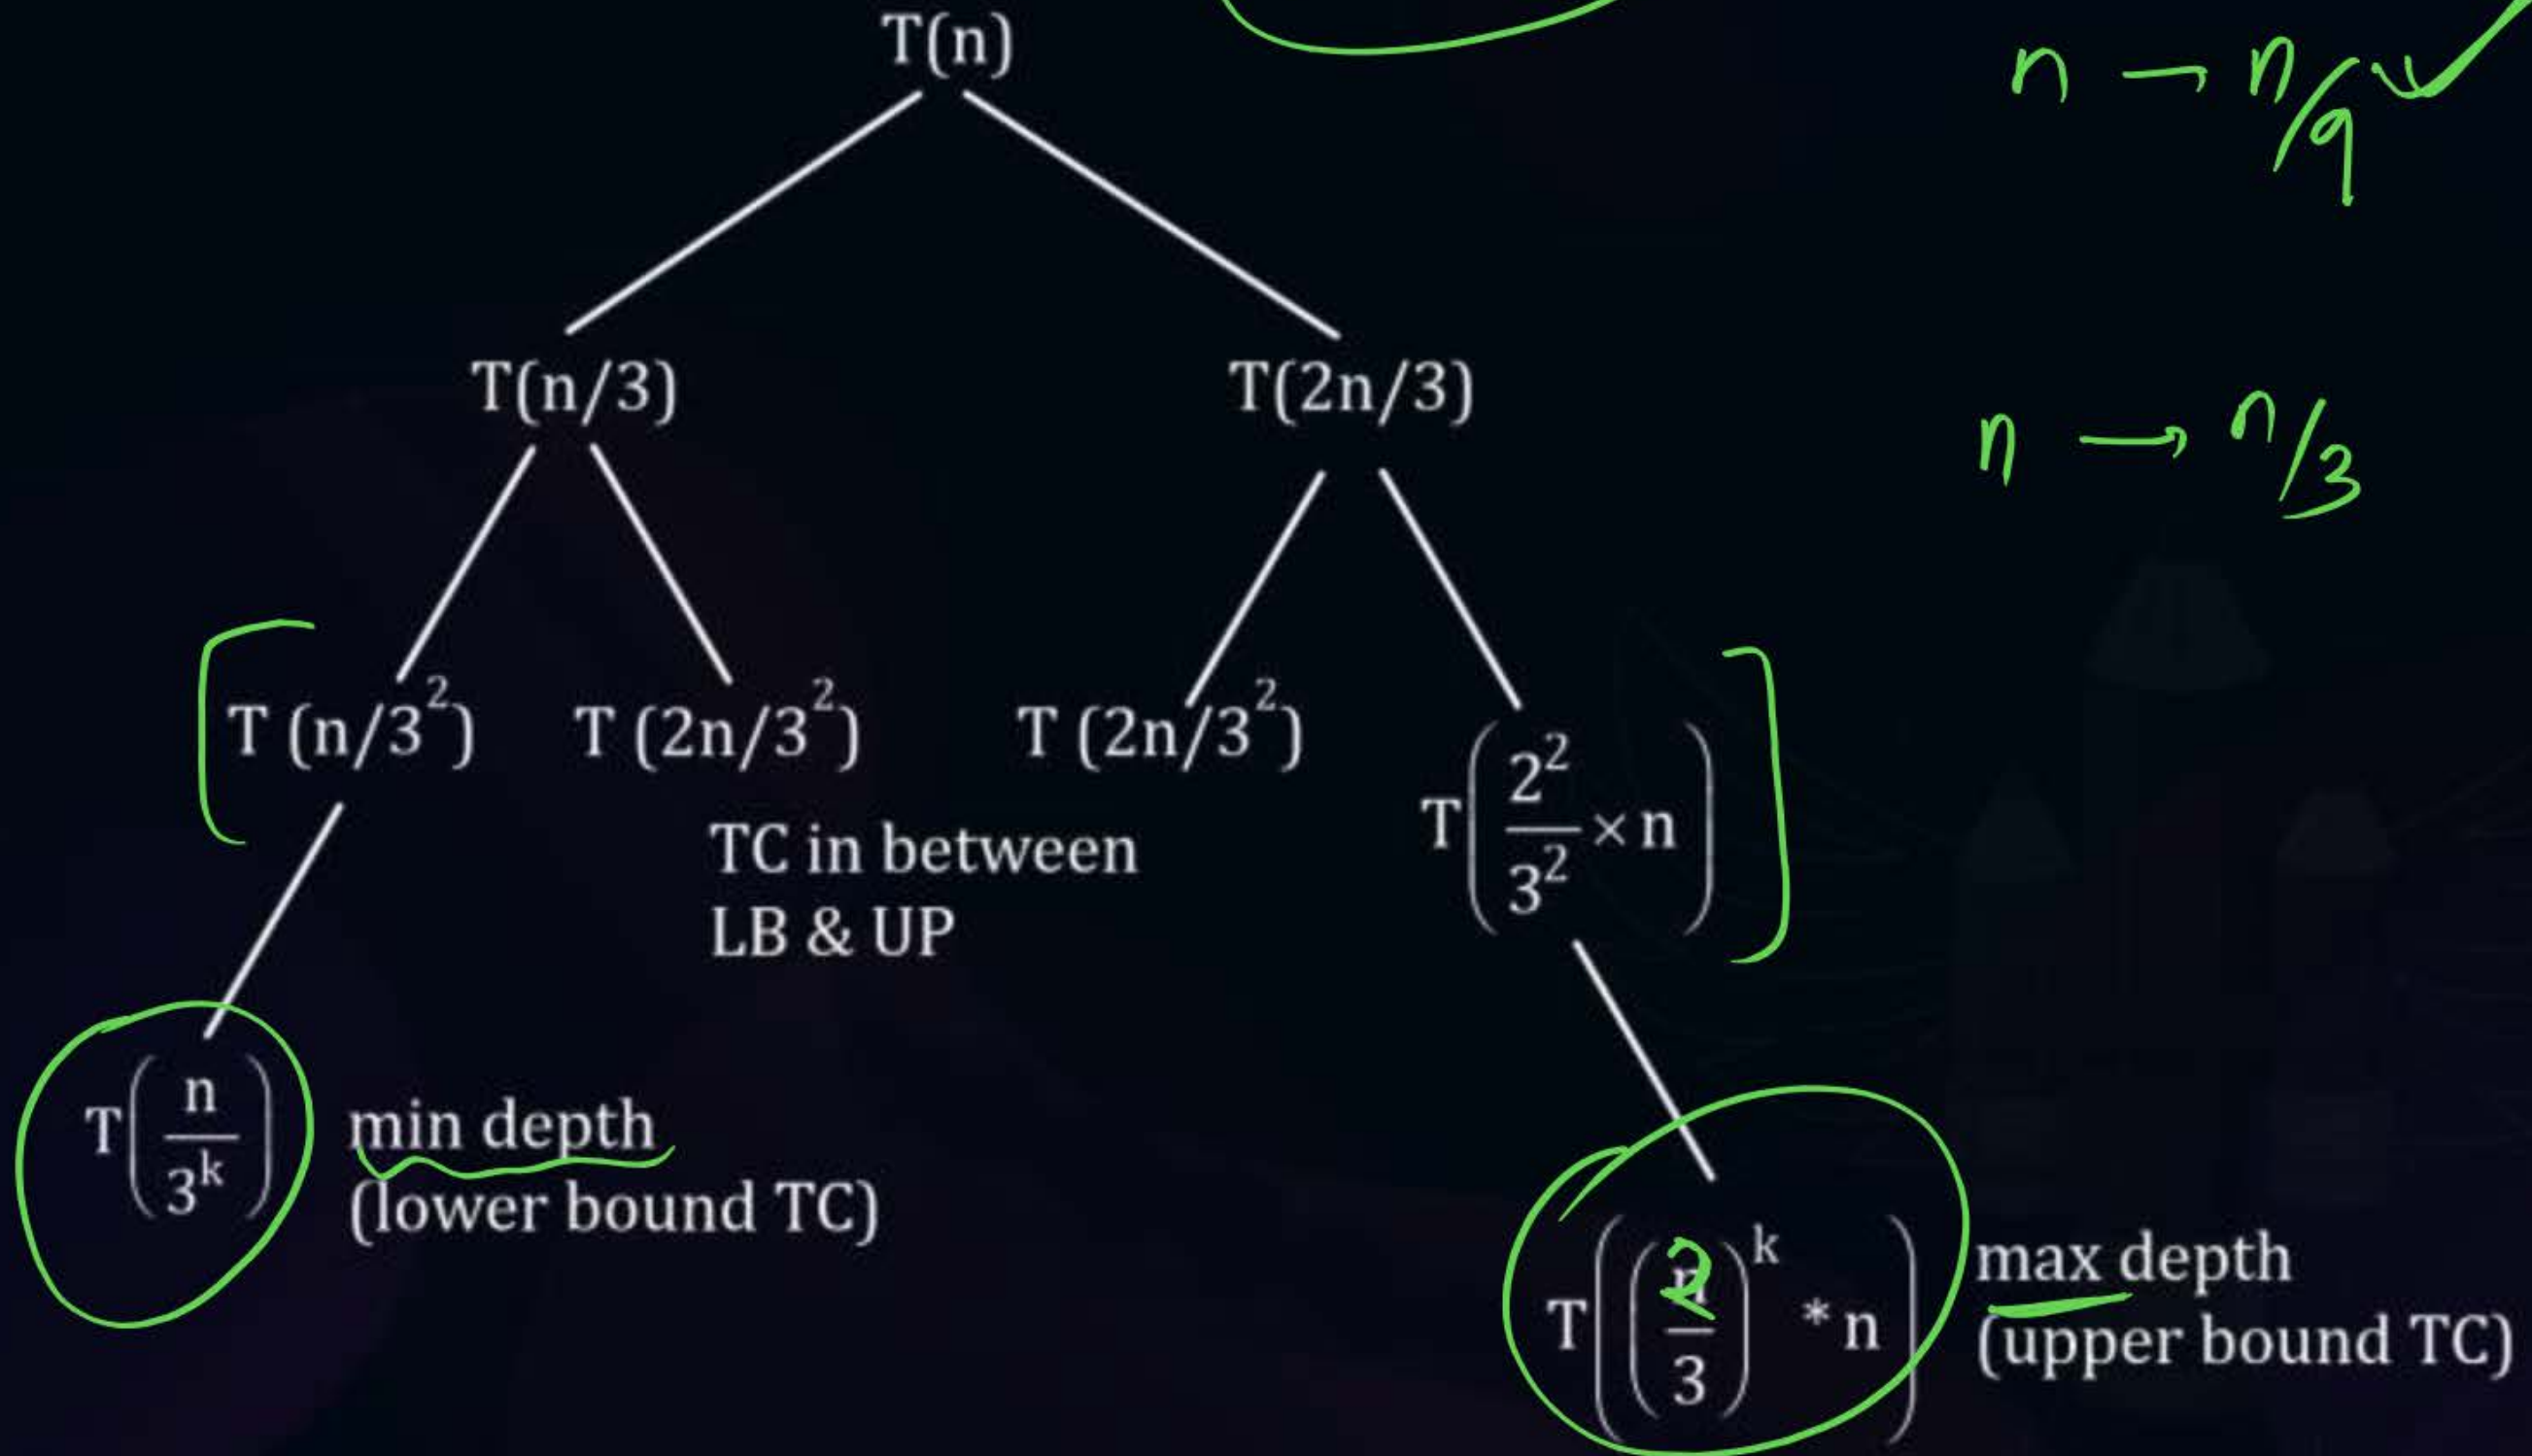 T(n)
n → n/9
T(n/3) T(2n/3)
n → n/3
T (n/3²) T (2n/3²) T (2n/3²) T(2²/3² × n)
TC in between
LB & UP
T(n/3ᵏ) min depth
(lower bound TC)
T((2/3)ᵏ * n) max depth
(upper bound TC)